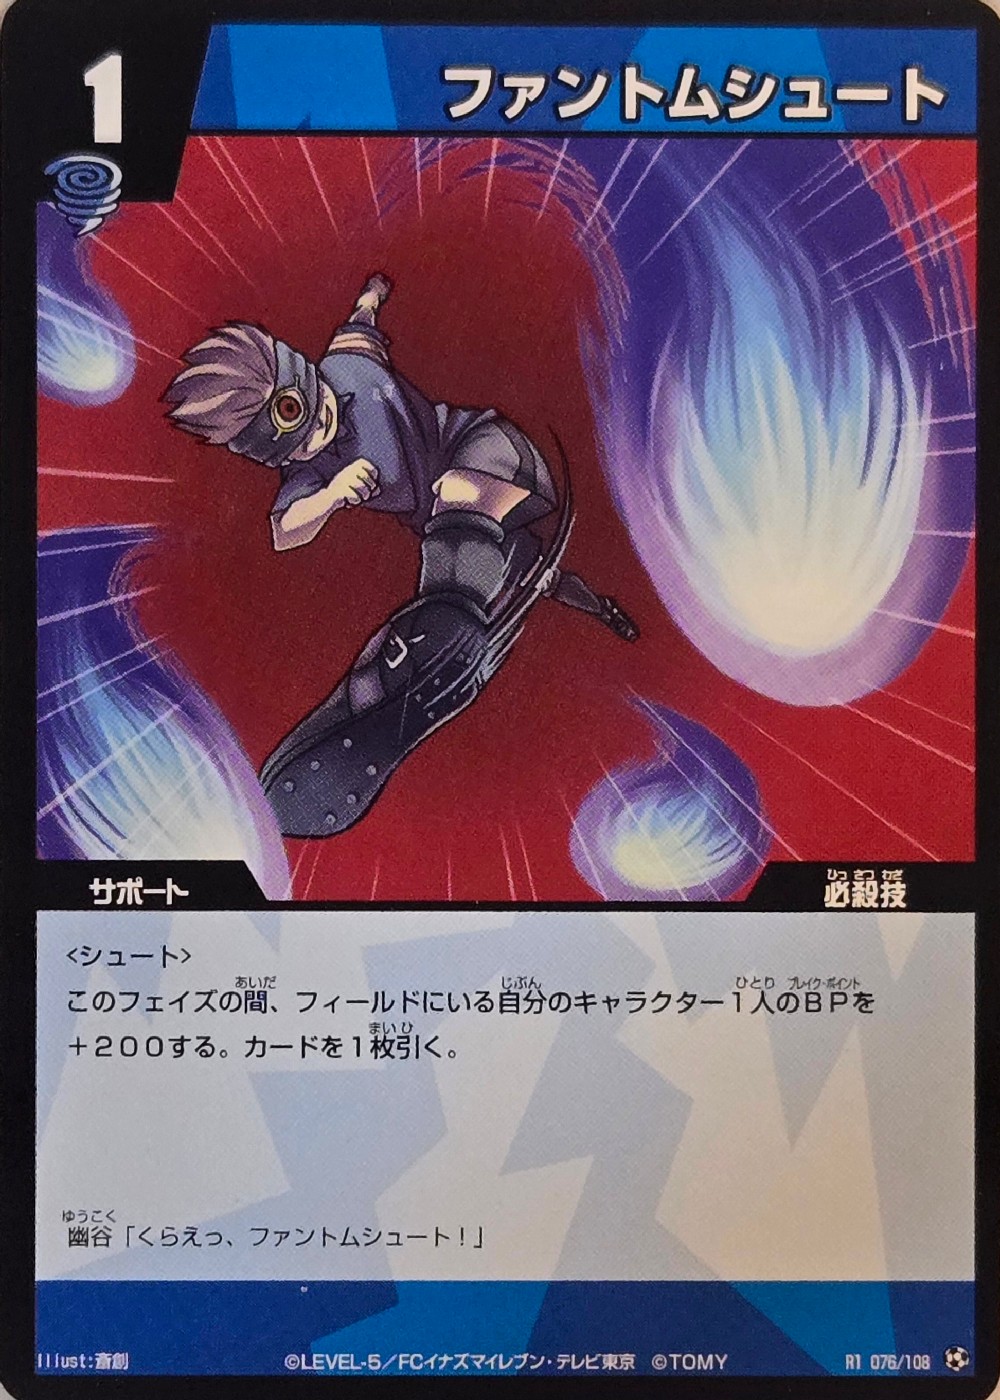 1
ファントムシュート
サポート
ひっ さつ わざ
必殺技
<シュート>
あいだ じぶん ひとり ブレイク・ポイント
このフェイズの間、フィールドにいる自分のキャラクター1人のBPを
まい ひ
+200する。カードを1枚引く。
ゆうこく
幽谷「くらえっ、ファントムシュート!」
Illust:斎創
©LEVEL-5/FCイナズマイレブン・テレビ東京 ©TOMY
R1 076/108